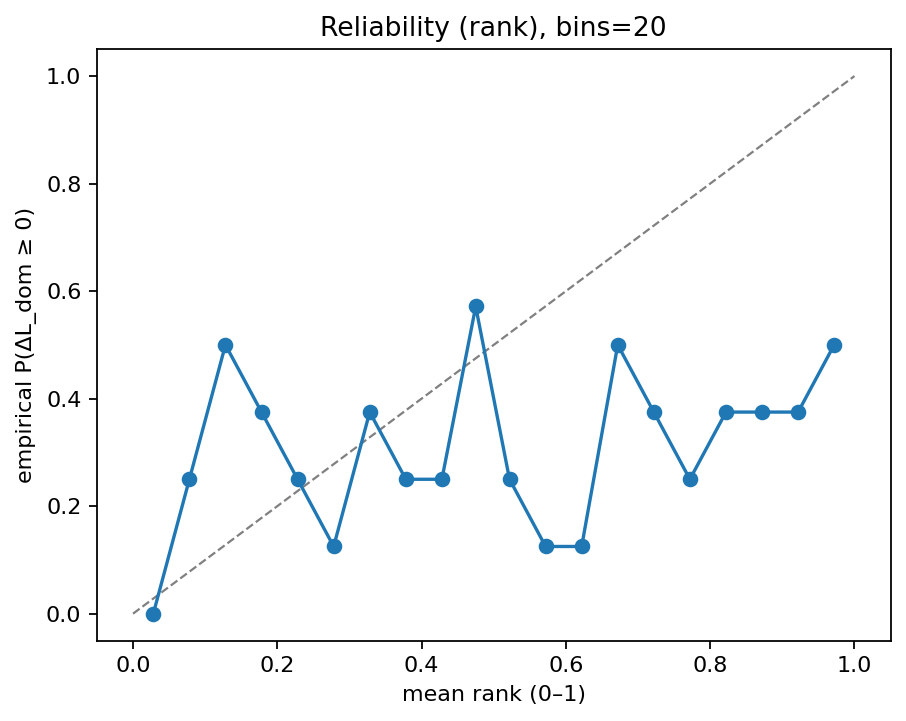 Reliability (rank), bins=20
empirical P(ΔL_dom ≥ 0)
1.0
0.8
0.6
0.4
0.2
0.0
0.0 0.2 0.4 0.6 0.8 1.0
mean rank (0–1)